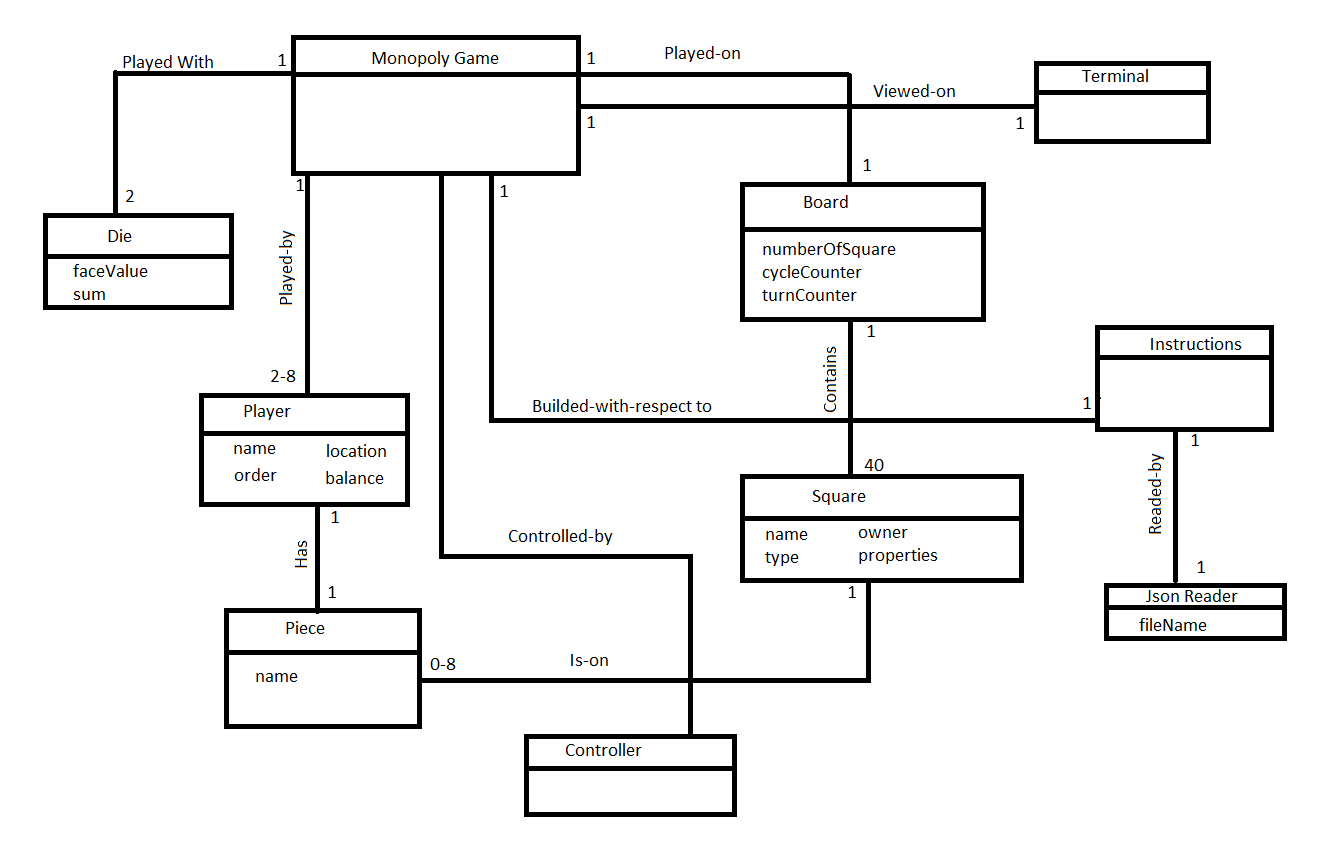 Played With
1
Monopoly Game
1
Played-on
Viewed-on
Terminal
1
1
1
2
1
1
Board
numberOfSquare
cycleCounter
turnCounter
Die
faceValue
sum
Played-by
1
Contains
Instructions
2-8
Builded-with-respect to
1
Player
name
location
order
balance
1
Readed-by
40
Square
name
owner
type
properties
1
Has
Controlled-by
1
1
1
Json Reader
fileName
Piece
name
0-8
Is-on
Controller